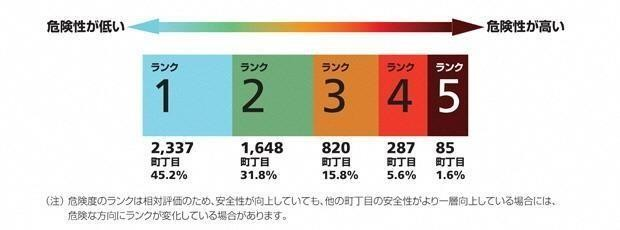 危険性が低い 危険性が高い
ランク ランク ランク ランク ランク
1 2 3 4 5
2,337 1,648 820 287 85
町丁目 町丁目 町丁目 町丁目 町丁目
45.2% 31.8% 15.8% 5.6% 1.6%
(注) 危険度のランクは相対評価のため、安全性が向上していても、他の町丁目の安全性がより一層向上している場合には、
危険な方向にランクが変化している場合があります。